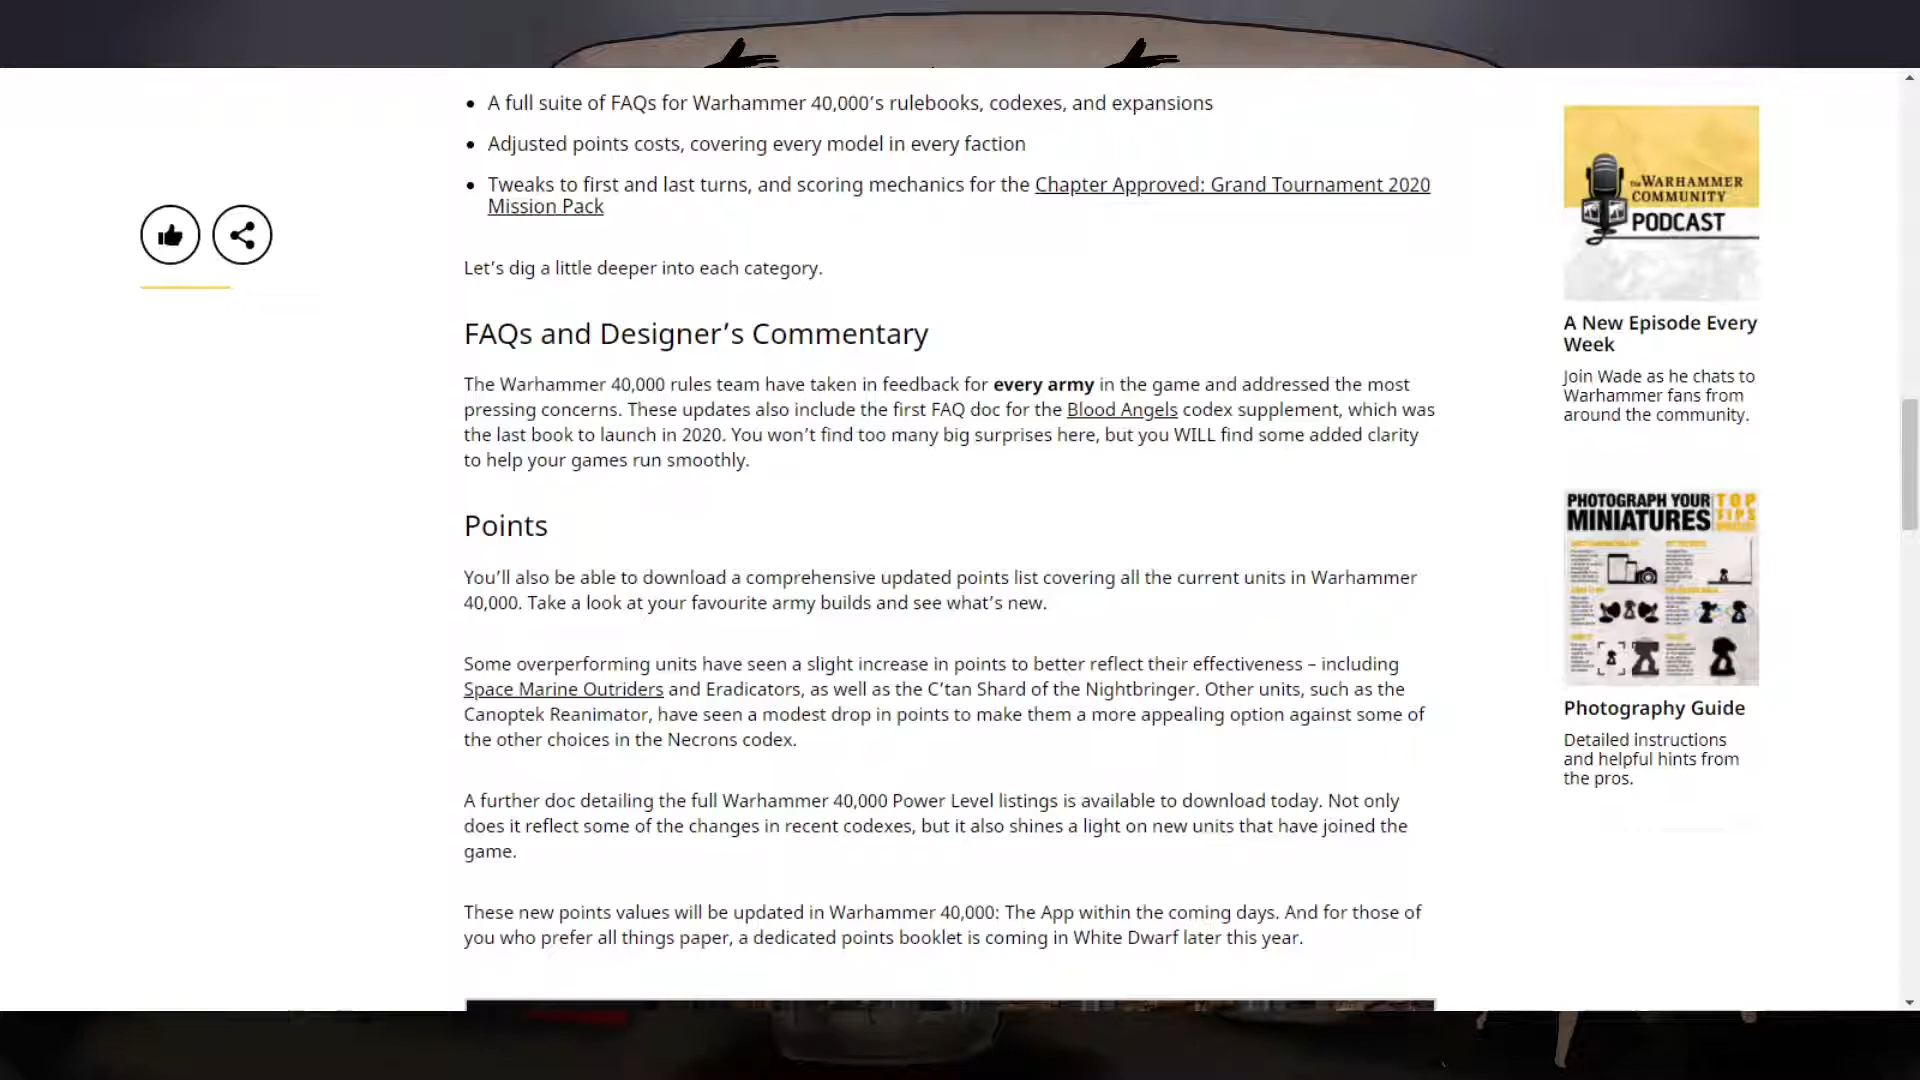 A full suite of FAQs for Warhammer 40,000’s rulebooks, codexes, and expansions
Adjusted points costs, covering every model in every faction
Tweaks to first and last turns, and scoring mechanics for the Chapter Approved: Grand Tournament 2020
Mission Pack
Let’s dig a little deeper into each category.
FAQs and Designer’s Commentary
The Warhammer 40,000 rules team have taken in feedback for every army in the game and addressed the most
pressing concerns. These updates also include the first FAQ doc for the Blood Angels codex supplement, which was
the last book to launch in 2020. You won’t find too many big surprises here, but you WILL find some added clarity
to help your games run smoothly.
Points
You’ll also be able to download a comprehensive updated points list covering all the current units in Warhammer
40,000. Take a look at your favourite army builds and see what’s new.
Some overperforming units have seen a slight increase in points to better reflect their effectiveness – including
Space Marine Outriders and Eradicators, as well as the C’tan Shard of the Nightbringer. Other units, such as the
Canoptek Reanimator, have seen a modest drop in points to make them a more appealing option against some of
the other choices in the Necrons codex.
A further doc detailing the full Warhammer 40,000 Power Level listings is available to download today. Not only
does it reflect some of the changes in recent codexes, but it also shines a light on new units that have joined the
game.
These new points values will be updated in Warhammer 40,000: The App within the coming days. And for those of
you who prefer all things paper, a dedicated points booklet is coming in White Dwarf later this year.
The WARHAMMER
COMMUNITY
PODCAST
A New Episode Every
Week
Join Wade as he chats to
Warhammer fans from
around the community.
PHOTOGRAPH YOUR
MINIATURES
TOP
TIPS
Photography Guide
Detailed instructions
and helpful hints from
the pros.